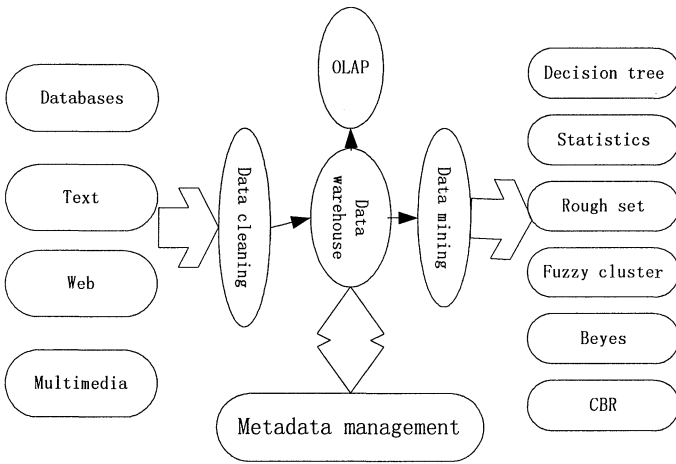 Databases
Text
Web
Multimedia
Data cleaning
OLAP
Data
warehouse
Data mining
Metadata management
Decision tree
Statistics
Rough set
Fuzzy cluster
Beyes
CBR